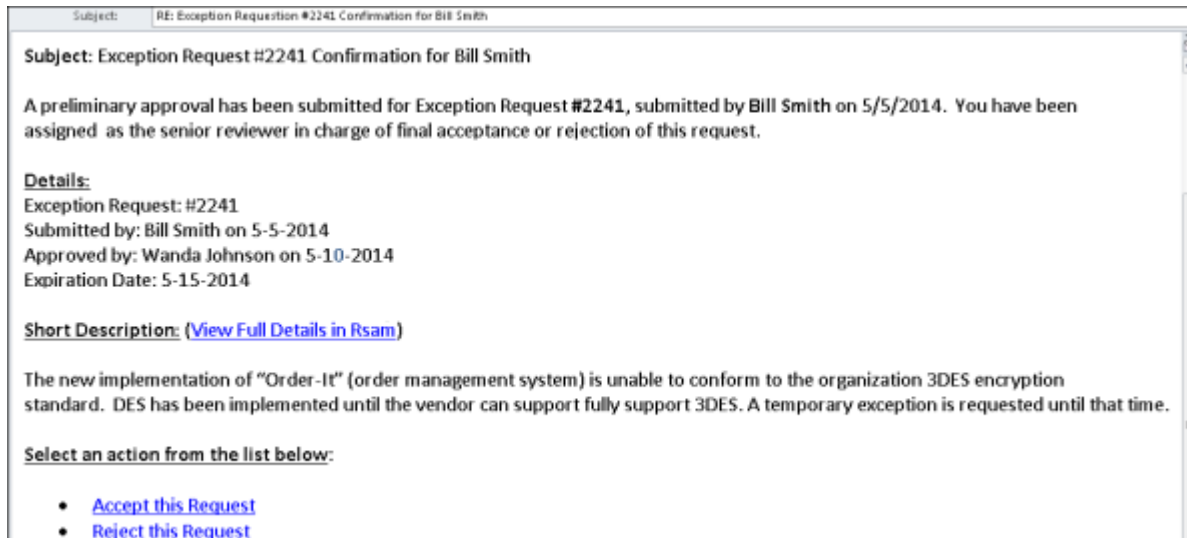 Subject: RE: Exception Requestion #2241 Confirmation for Bill Smith
Subject: Exception Request #2241 Confirmation for Bill Smith
A preliminary approval has been submitted for Exception Request #2241, submitted by Bill Smith on 5/5/2014. You have been
assigned as the senior reviewer in charge of final acceptance or rejection of this request.
Details:
Exception Request: #2241
Submitted by: Bill Smith on 5-5-2014
Approved by: Wanda Johnson on 5-10-2014
Expiration Date: 5-15-2014
Short Description: (View Full Details in Rsam)
The new implementation of “Order-It” (order management system) is unable to conform to the organization 3DES encryption
standard. DES has been implemented until the vendor can support fully support 3DES. A temporary exception is requested until that time.
Select an action from the list below:
• Accept this Request
• Reject this Request